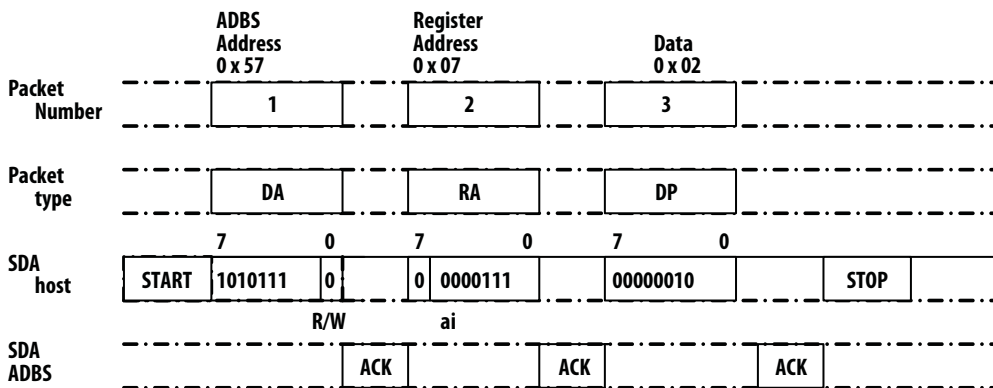 ADBS Address 0 x 57
Register Address 0 x 07
Data 0 x 02
Packet Number
1 2 3
Packet type
DA RA DP
7 0 7 0 7 0
SDA host
START 1010111 0 0 0000111 00000010 STOP
R/W ai
SDA ADBS
ACK ACK ACK